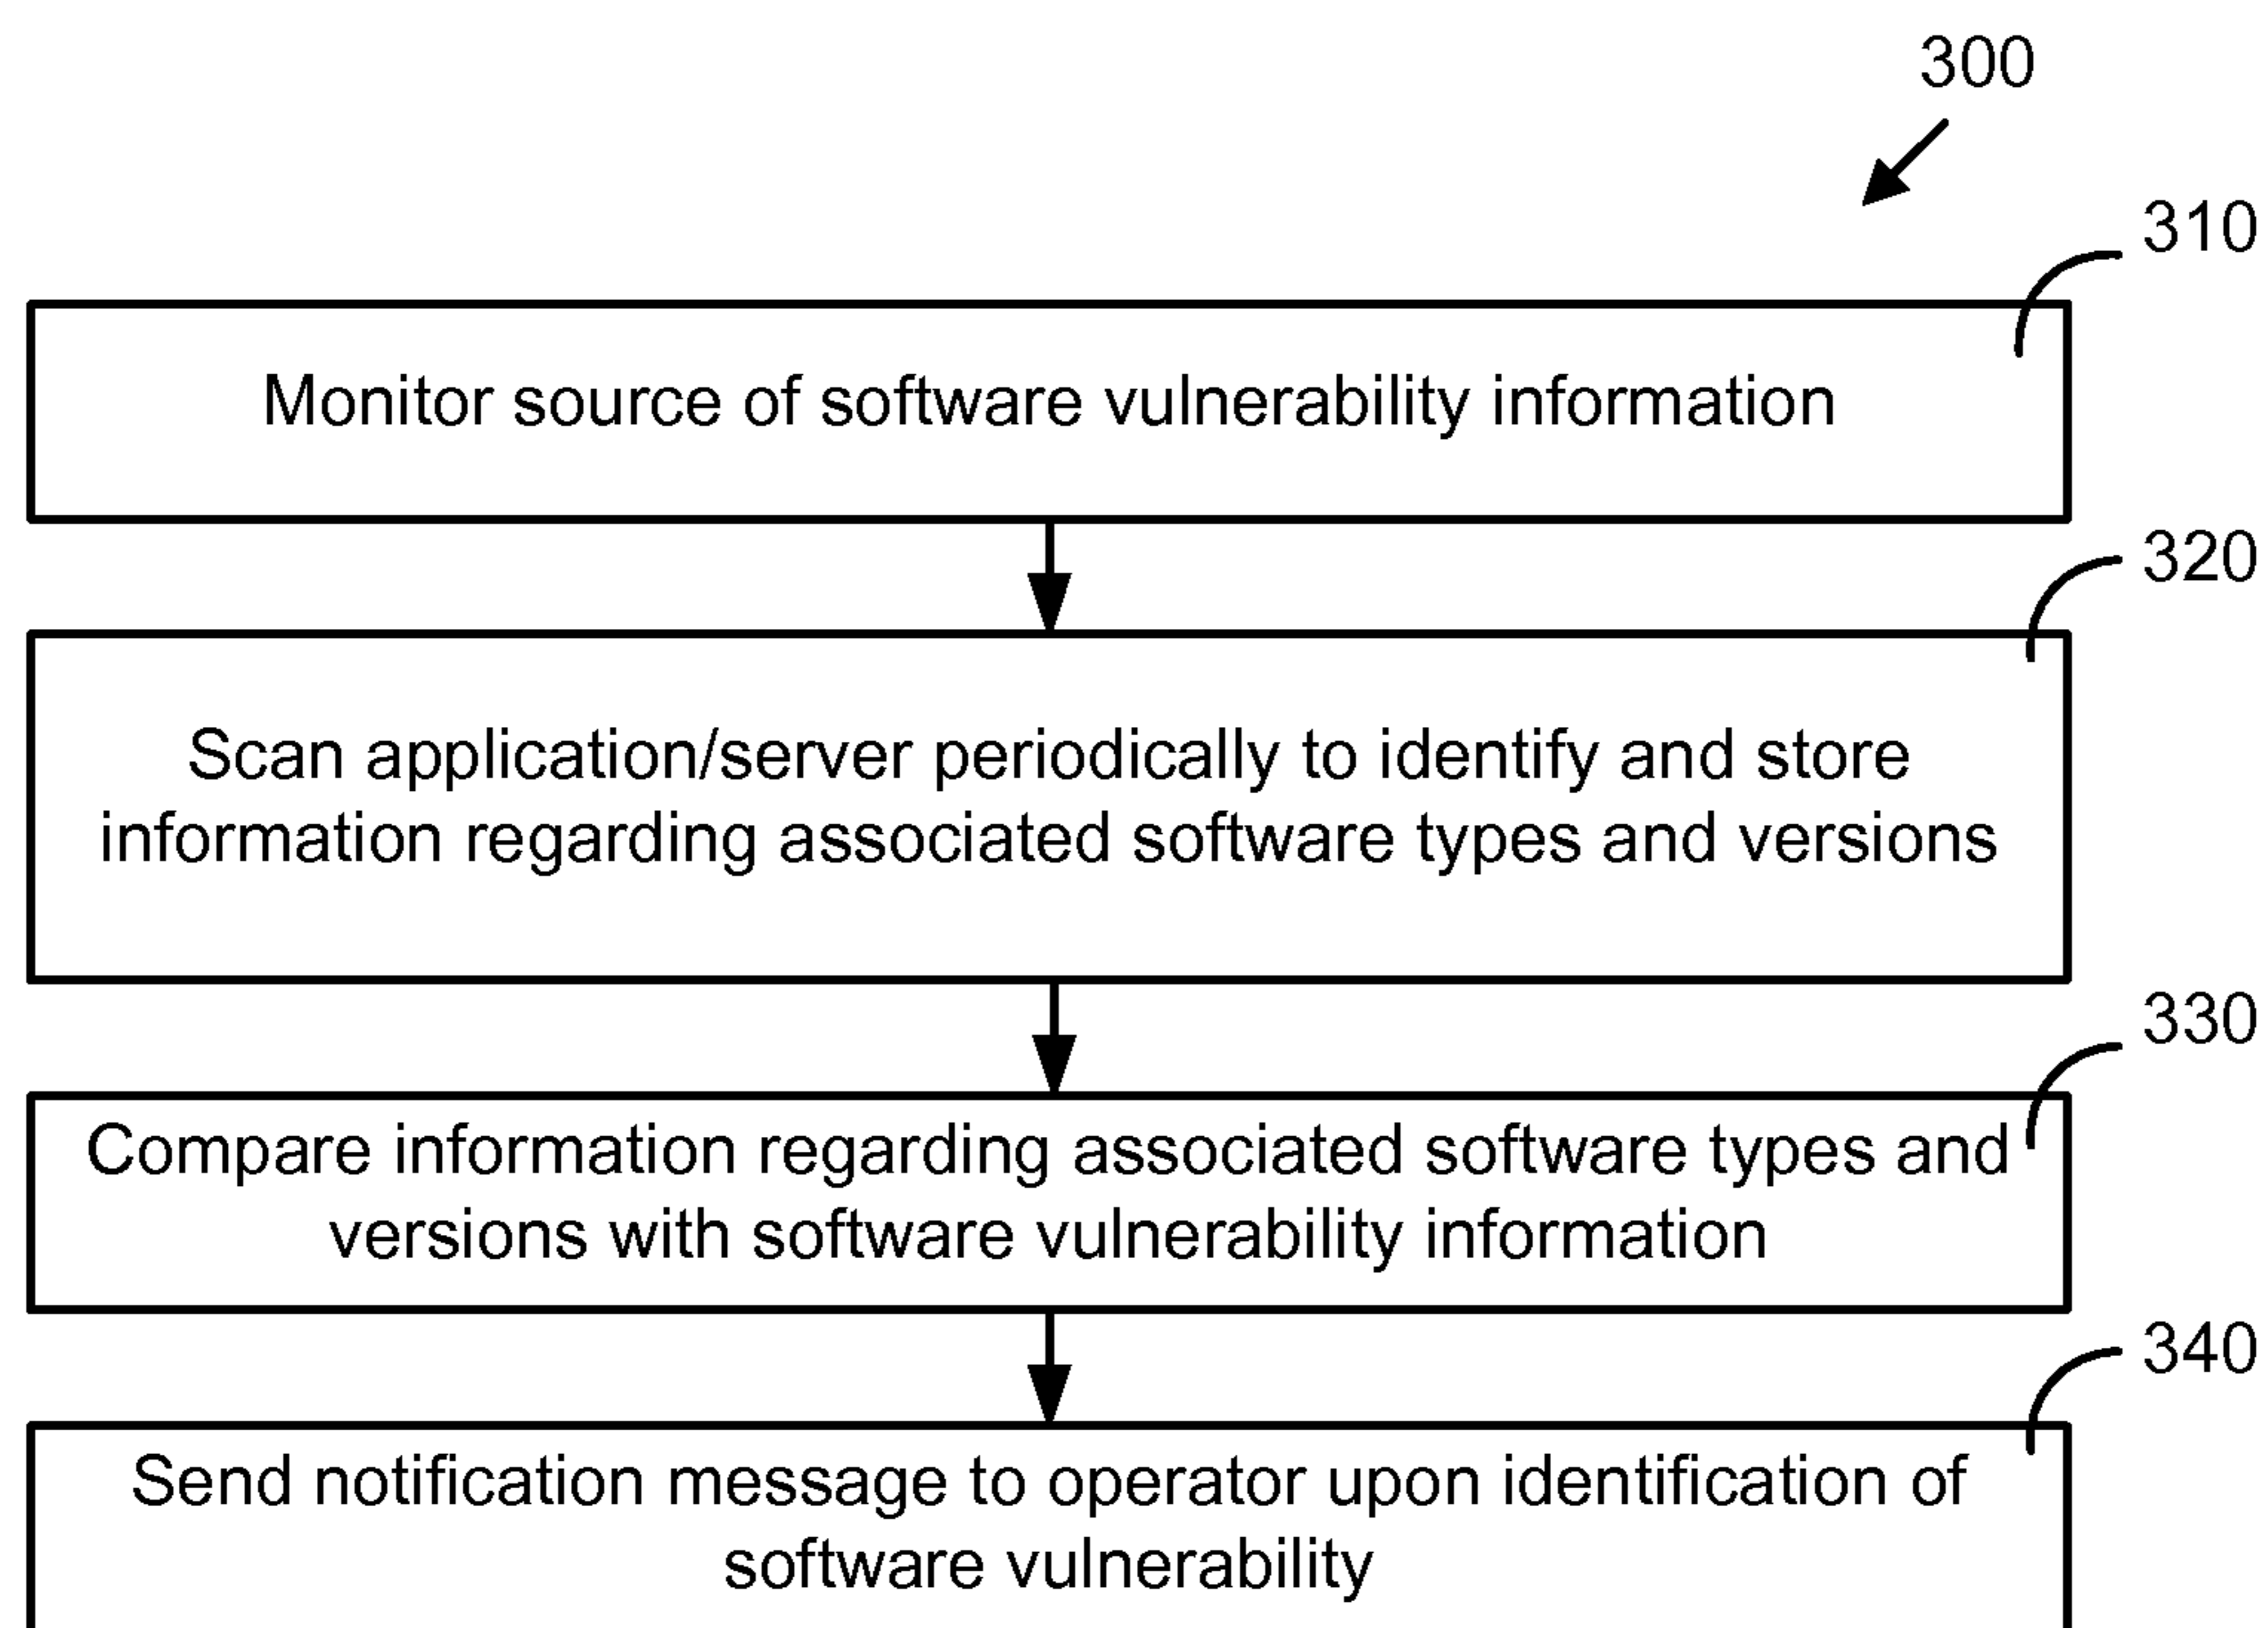 300
310
Monitor source of software vulnerability information
320
Scan application/server periodically to identify and store
information regarding associated software types and versions
330
Compare information regarding associated software types and
versions with software vulnerability information
340
Send notification message to operator upon identification of
software vulnerability